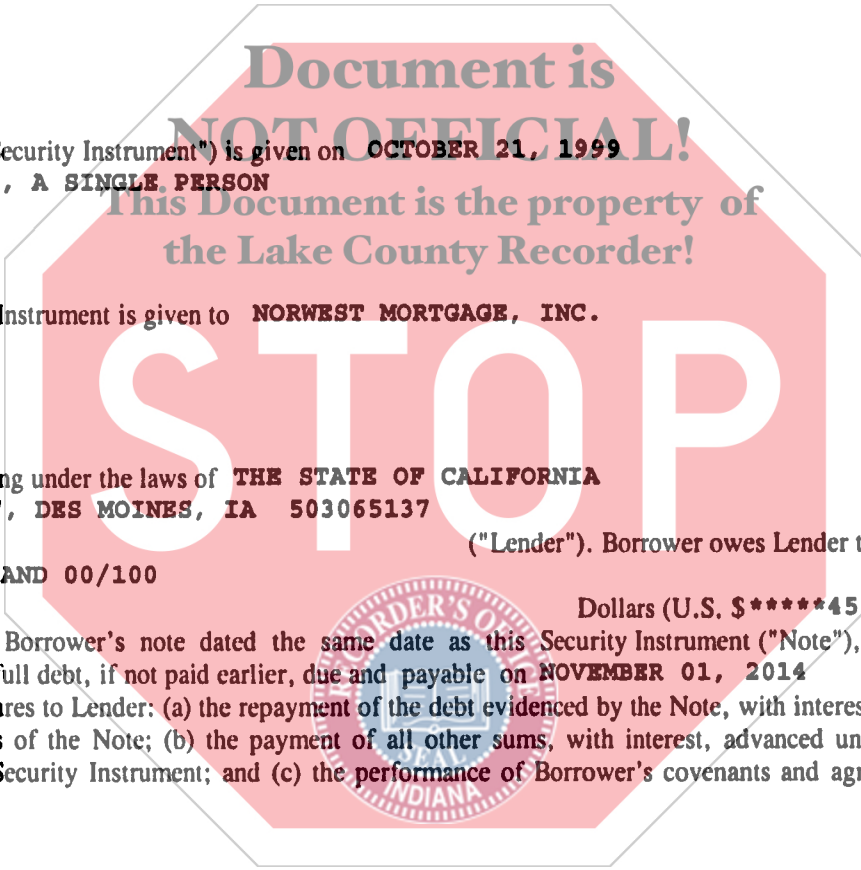 Document is
NOT OFFICIAL!
ecurity Instrument") is given on OCTOBER 21, 1999
, A SINGLE PERSON
This Document is the property of
the Lake County Recorder!
Instrument is given to NORWEST MORTGAGE, INC.
STOP
ng under the laws of THE STATE OF CALIFORNIA
, DES MOINES, IA 503065137
("Lender"). Borrower owes Lender t
AND 00/100
Dollars (U.S. $*****45
Borrower's note dated the same date as this Security Instrument ("Note"),
ull debt, if not paid earlier, due and payable on NOVEMBER 01, 2014
res to Lender: (a) the repayment of the debt evidenced by the Note, with interes
s of the Note; (b) the payment of all other sums, with interest, advanced un
Security Instrument; and (c) the performance of Borrower's covenants and agr
RECORDER'S OFFICE
SEAL
INDIANA